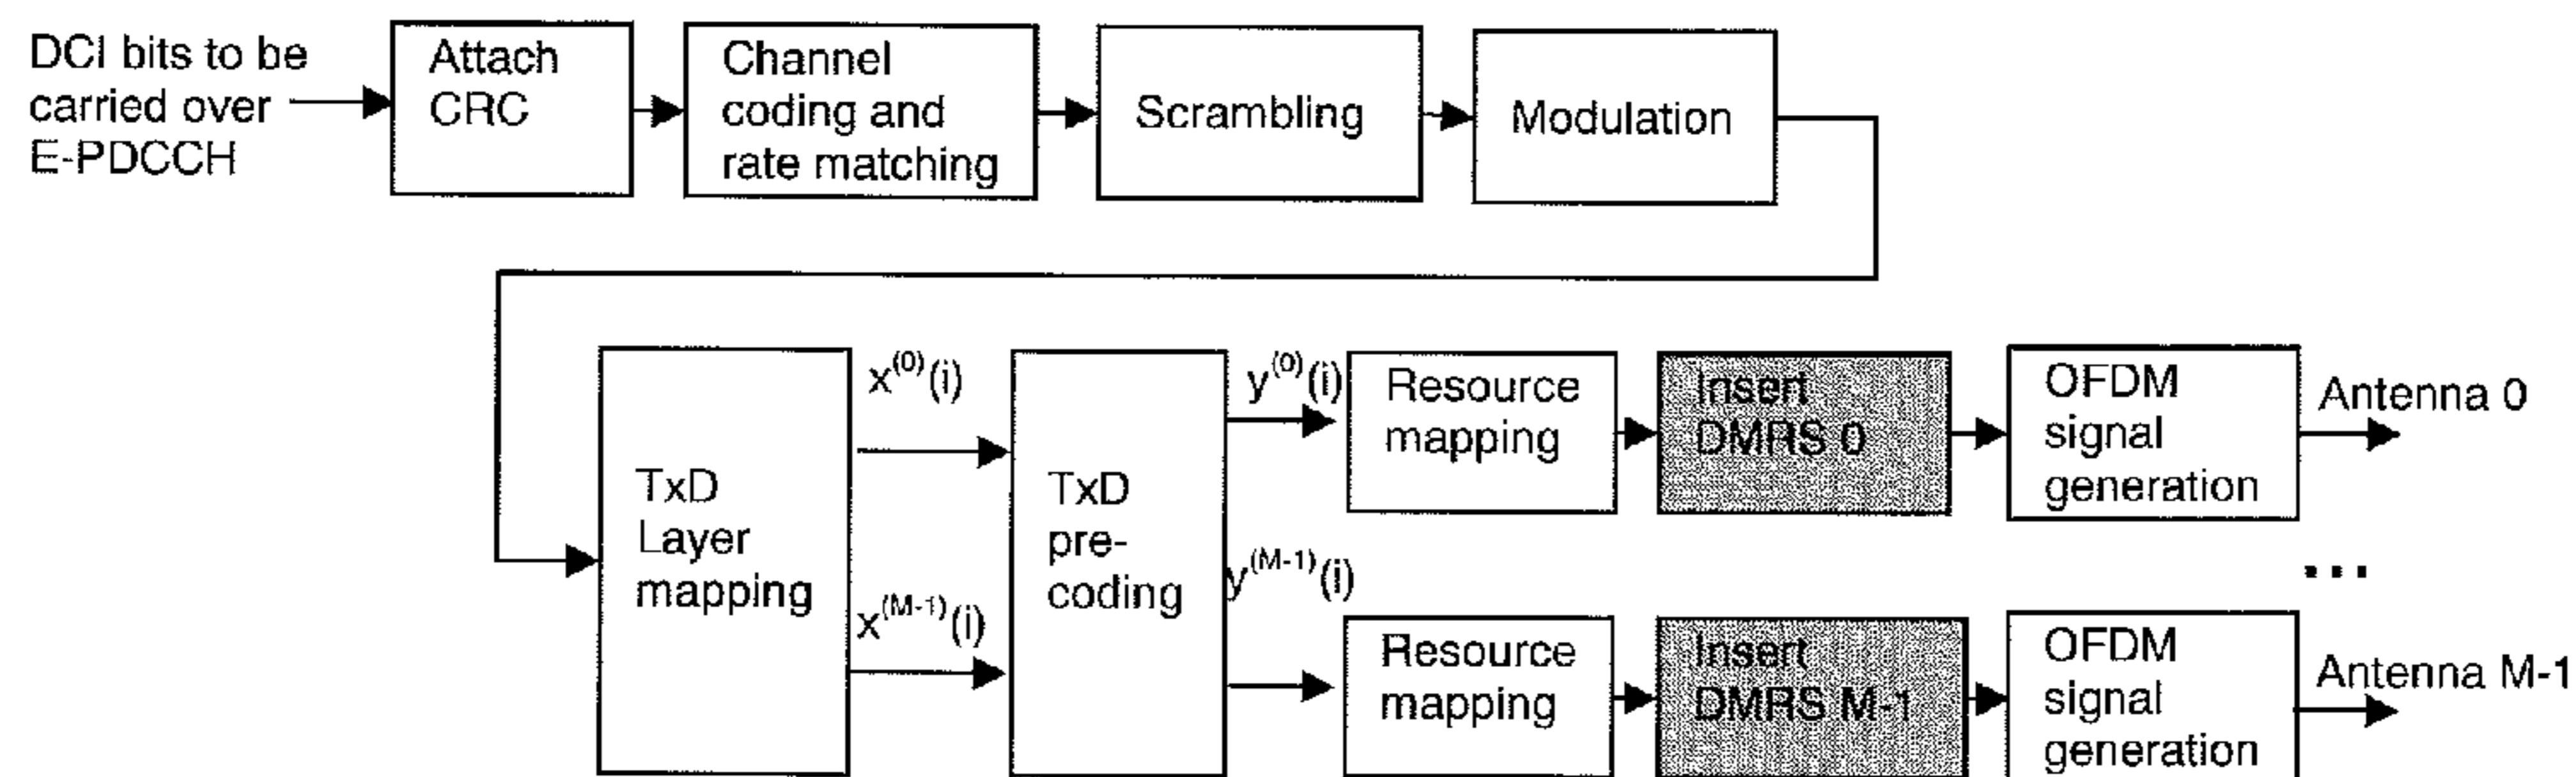 DCI bits to be
carried over
E-PDCCH
Attach
CRC
Channel
coding and
rate matching
Scrambling
Modulation
TxD
Layer
mapping
x^(0)(i)
x^(M-1)(i)
TxD
pre-
coding
y^(0)(i)
y^(M-1)(i)
Resource
mapping
Insert
DMRS 0
OFDM
signal
generation
Antenna 0
...
Resource
mapping
Insert
DMRS M-1
OFDM
signal
generation
Antenna M-1